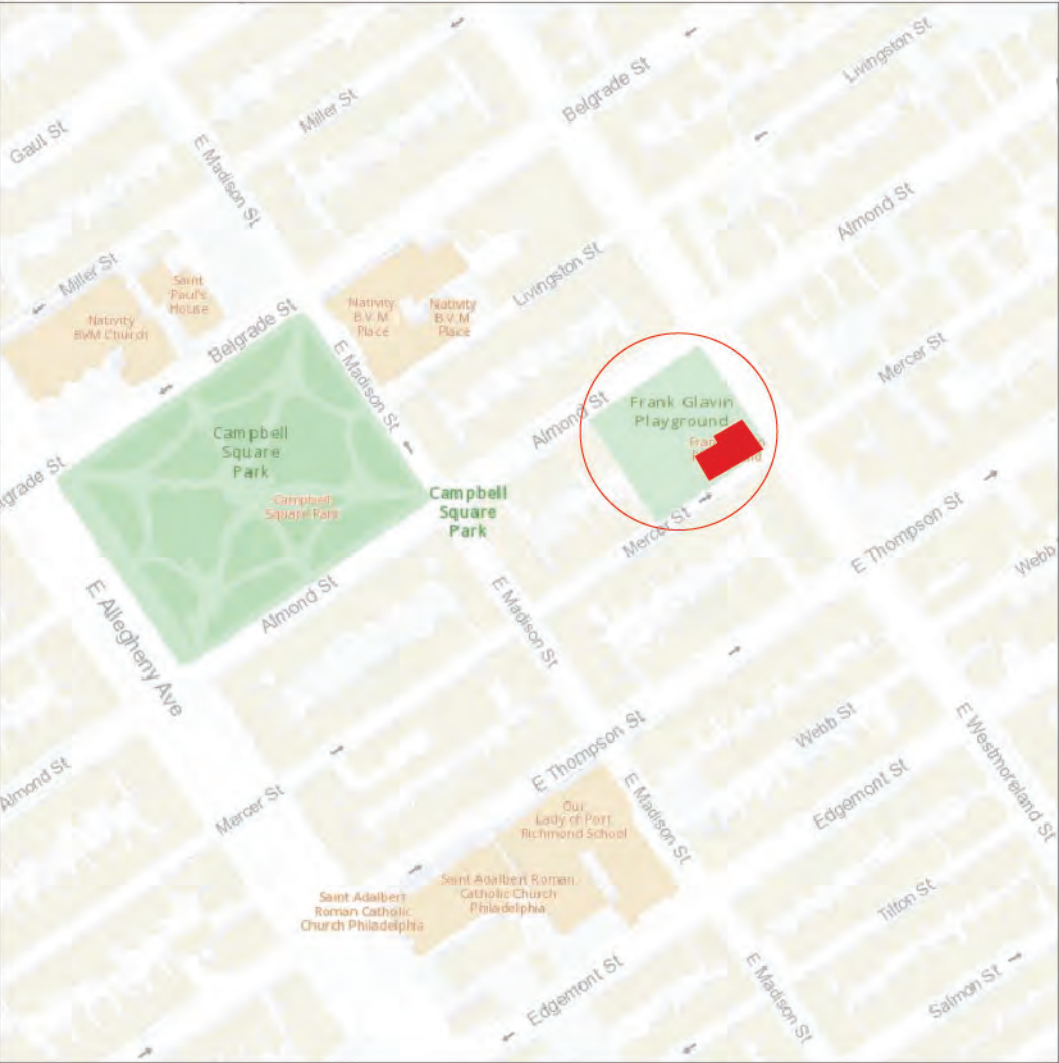 Livingston St
Belgrade St
Miller St
Gaul St
E Madison St
Almond St
Miller St
Saint
Paul's
House
Nativity
BVM Church
Livingston St
Nativity
B.V.M
Place
Nativity
B.V.M
Place
Belgrade St
E Madison St
Mercer St
Frank Glavin
Playground
Almond St
Campbell
Square
Park
Campbell
Square Park
Campbell
Square
Park
Mercer St
E Thompson St
Webb
E Allegheny Ave
Almond St
E Madison St
E Thompson St
Webb St
E Westmoreland St
Almond St
Mercer St
Edgemont St
E Madison St
Our
Lady of Port
Richmond School
Saint Adalbert Roman
Catholic Church
Philadelphia
Saint Adalbert
Roman Catholic
Church Philadelphia
Tilton St
Edgemont St
E Madison St
Salmon St